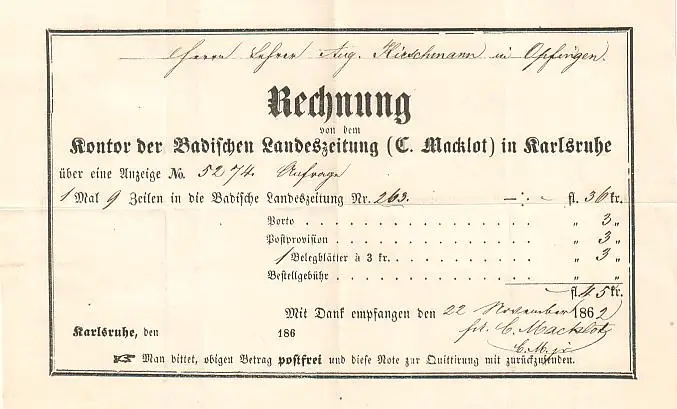 Herrn Lehrer Aug. Hirschmann in Opfingen.
Rechnung
von dem
Kontor der Badischen Landeszeitung (C. Macklot) in Karlsruhe
über eine Anzeige No. 5274. Anfrage
1 Mal 9 Zeilen in die Badische Landeszeitung Nr. 263. —:— fl. 36 kr.
Porto . . . . . . . . . . . . . . „ 3 „
Postprovision . . . . . . . . . . „ 3 „
1 Belegblätter à 3 kr. . . . . . . . „ 3 „
Bestellgebühr . . . . . . . . . . „ „
fl. 45 kr.
Mit Dank empfangen den 22 November 1862
Karlsruhe, den 186 für C. Macklot
C. M. jr
☛ Man bittet, obigen Betrag postfrei und diese Note zur Quittirung mit zurückzusenden.